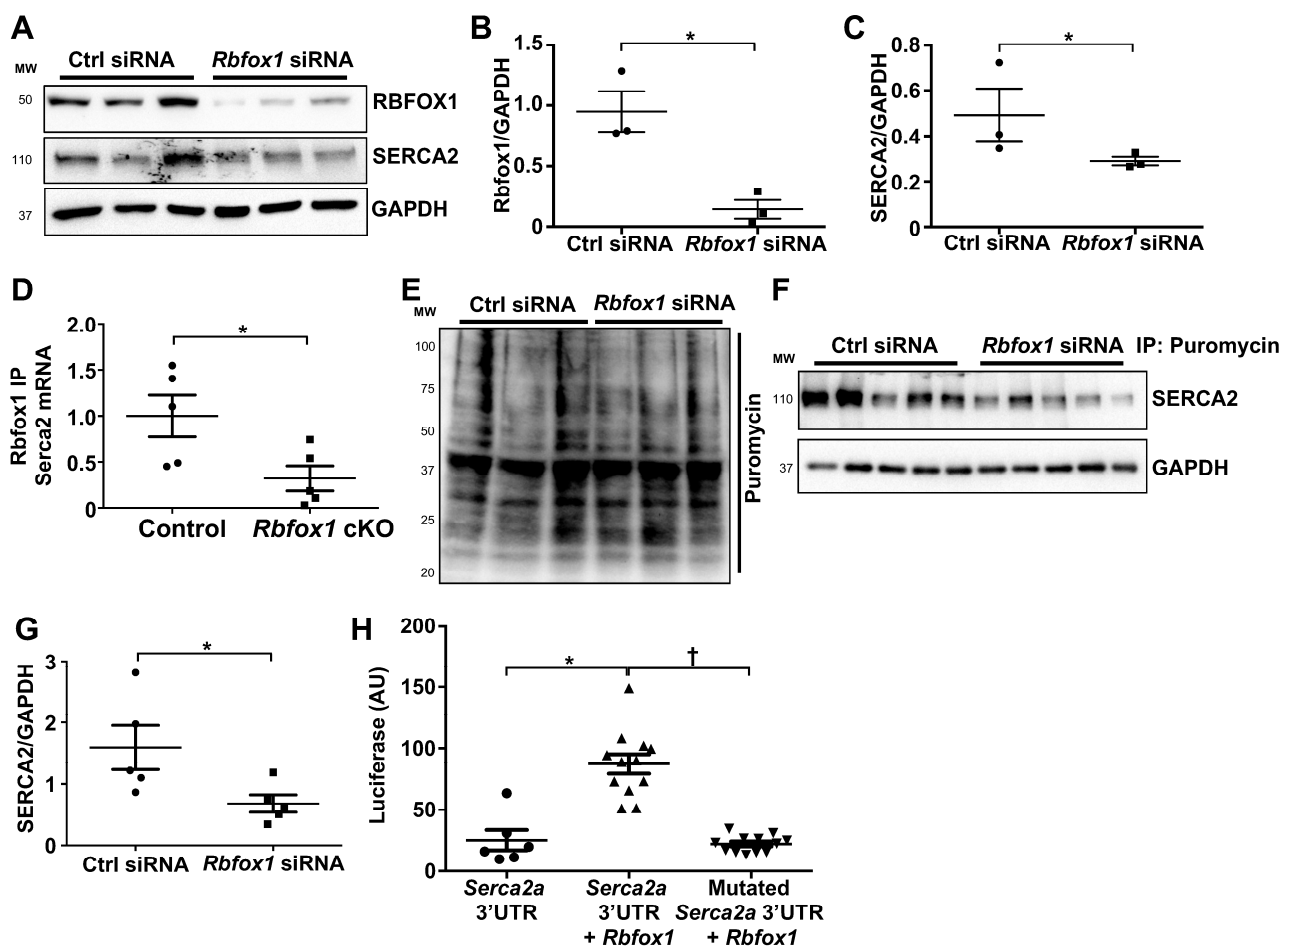 A
MW
Ctrl siRNA
Rbfox1 siRNA
50
RBFOX1
110
SERCA2
37
GAPDH
B
Rbfox1/GAPDH
1.5
1.0
0.5
0
*
Ctrl siRNA
Rbfox1 siRNA
C
SERCA2/GAPDH
0.8
0.6
0.4
0.2
0
*
Ctrl siRNA
Rbfox1 siRNA
D
Rbfox1 IP
Serca2 mRNA
2.0
1.5
1.0
0.5
0
*
Control
Rbfox1 cKO
E
MW
Ctrl siRNA
Rbfox1 siRNA
100
75
50
37
25
20
Puromycin
F
MW
Ctrl siRNA
Rbfox1 siRNA
IP: Puromycin
110
SERCA2
37
GAPDH
G
SERCA2/GAPDH
3
2
1
0
*
Ctrl siRNA
Rbfox1 siRNA
H
Luciferase (AU)
200
150
100
50
0
*
†
Serca2a
3'UTR
Serca2a
3'UTR
+ Rbfox1
Mutated
Serca2a 3'UTR
+ Rbfox1